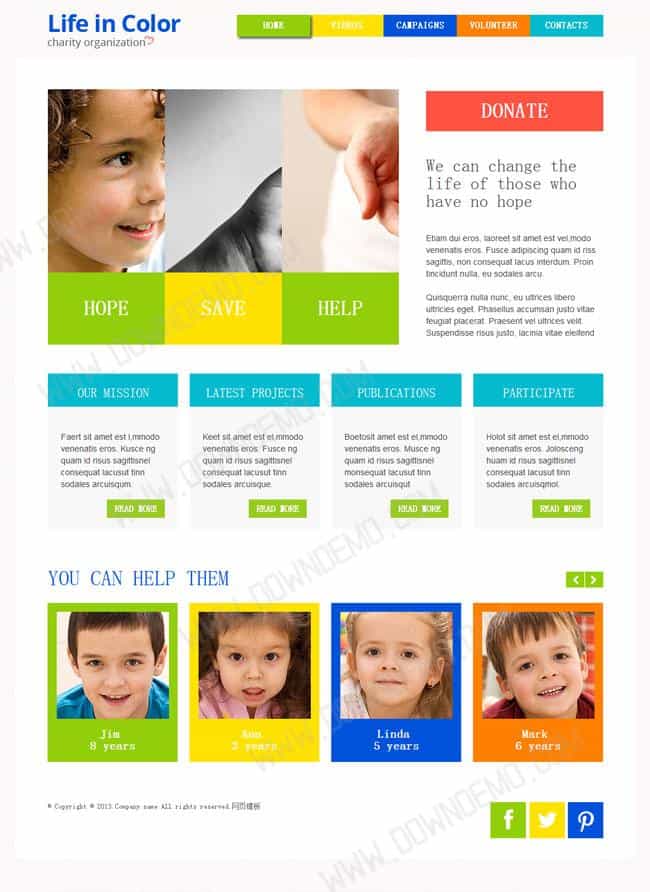 Life in Color
charity organization
HOME
VIDEOS
CAMPAIGNS
VOLUNTEER
CONTACTS
DONATE
We can change the
life of those who
have no hope
Etiam dui eros, laoreet sit amet est vel,modo
venenatis eros. Fusce adipiscing quam id riss
sagittis, non consequat lacus interdum. Proin
tincidunt nulla, eu sodales arcu.
Quisquerra nulla nunc, eu ultrices libero
ultricies eget. Phasellus accumsan justo vitae
feugiat placerat. Praesent vel ultrices velit.
Suspendisse risus justo, lacinia vitae eleifend
HOPE
SAVE
HELP
OUR MISSION
Faert sit amet est el,mmodo
venenatis eros. Kusce ng
quam id risus sagittisnel
consequat lacusut tinn
sodales arcuisqum.
READ MORE
LATEST PROJECTS
Keet sit amet est el,mmodo
venenatis eros. Fusce ng
quam id risus sagittisnel
consequat lacusut tinn
sodales arcuisque.
READ MORE
PUBLICATIONS
Boetosit amet est el,mmodo
venenatis eros. Musce ng
quam id risus sagittisnel
monsequat lacusut tinn
sodales arcuisqut
READ MORE
PARTICIPATE
Holot sit amet est el,mmodo
venenatis eros. Jolosceng
huam id risus sagittisnel
consequat lacusut tinn
sodales arcuisqmol.
READ MORE
YOU CAN HELP THEM
Jim
8 years
Ann
3 years
Linda
5 years
Mark
6 years
© Copyright © 2013.Company name All rights reserved.网页模板
WWW.DOWNDEMO.COM